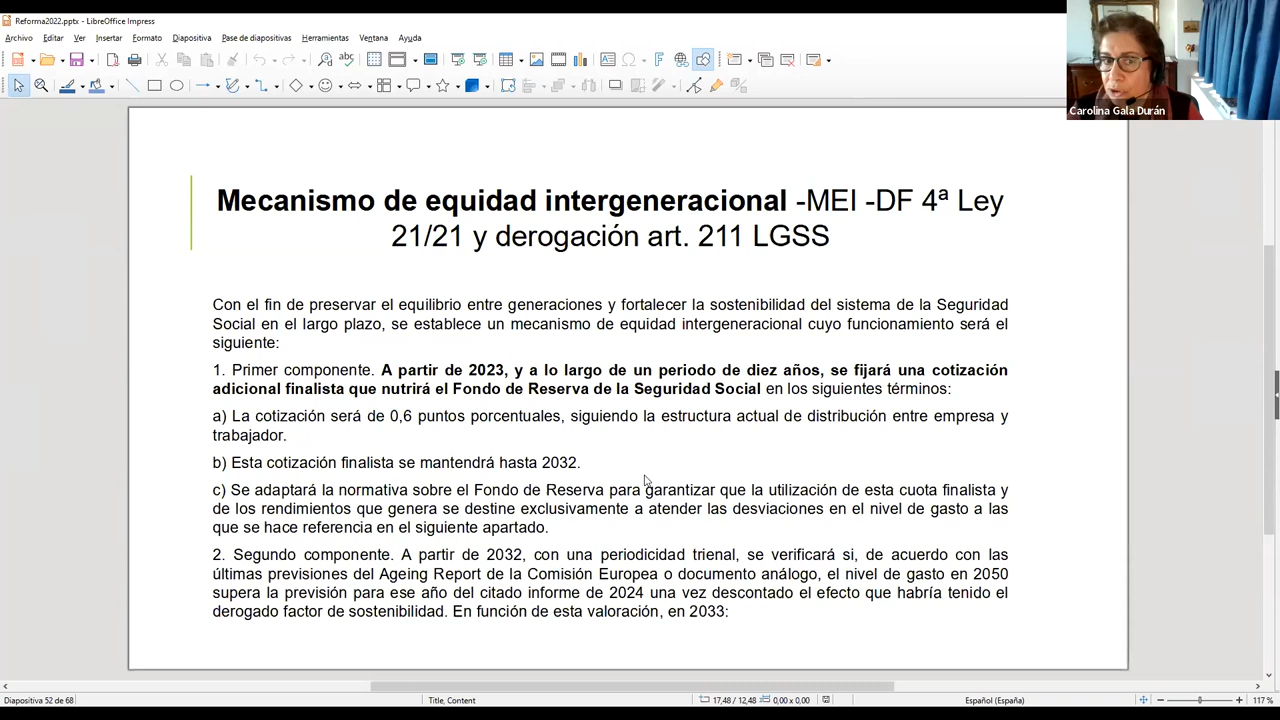 Reforma2022.pptx - LibreOffice Impress
Archivo Editar Ver Insertar Formato Diapositiva Pase de diapositivas Herramientas Ventana Ayuda
Carolina Gala Durán
Mecanismo de equidad intergeneracional -MEI -DF 4ª Ley
21/21 y derogación art. 211 LGSS
Con el fin de preservar el equilibrio entre generaciones y fortalecer la sostenibilidad del sistema de la Seguridad
Social en el largo plazo, se establece un mecanismo de equidad intergeneracional cuyo funcionamiento será el
siguiente:
1. Primer componente. A partir de 2023, y a lo largo de un periodo de diez años, se fijará una cotización
adicional finalista que nutrirá el Fondo de Reserva de la Seguridad Social en los siguientes términos:
a) La cotización será de 0,6 puntos porcentuales, siguiendo la estructura actual de distribución entre empresa y
trabajador.
b) Esta cotización finalista se mantendrá hasta 2032.
c) Se adaptará la normativa sobre el Fondo de Reserva para garantizar que la utilización de esta cuota finalista y
de los rendimientos que genera se destine exclusivamente a atender las desviaciones en el nivel de gasto a las
que se hace referencia en el siguiente apartado.
2. Segundo componente. A partir de 2032, con una periodicidad trienal, se verificará si, de acuerdo con las
últimas previsiones del Ageing Report de la Comisión Europea o documento análogo, el nivel de gasto en 2050
supera la previsión para ese año del citado informe de 2024 una vez descontado el efecto que habría tenido el
derogado factor de sostenibilidad. En función de esta valoración, en 2033:
Diapositiva 52 de 68 Title, Content 17,48 / 12,48 0,00 x 0,00 Español (España) 117 %